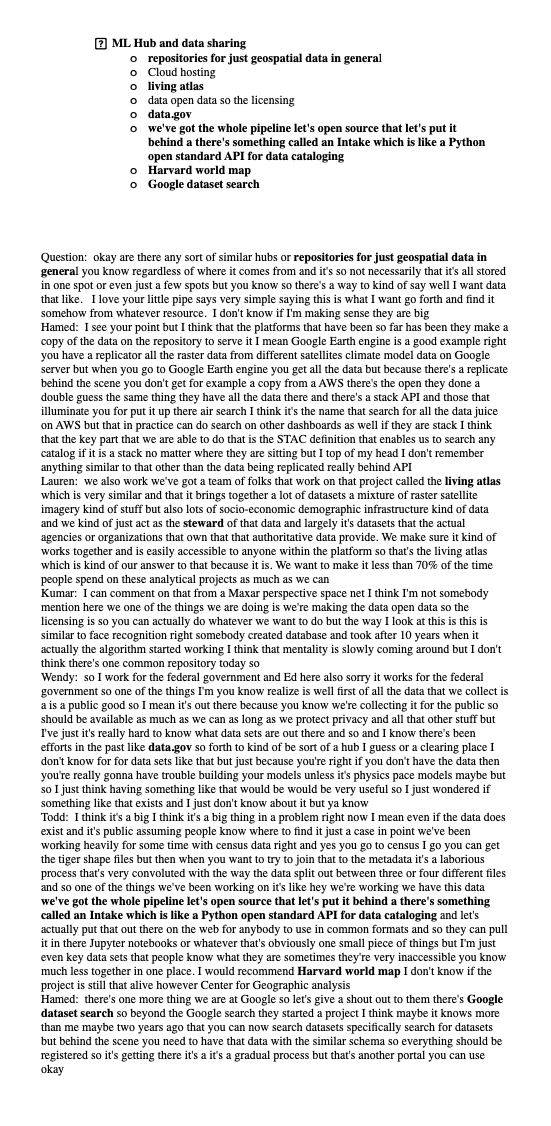 ? ML Hub and data sharing
o repositories for just geospatial data in general
o Cloud hosting
o living atlas
o data open data so the licensing
o data.gov
o we've got the whole pipeline let's open source that let's put it
behind a there's something called an Intake which is like a Python
open standard API for data cataloging
o Harvard world map
o Google dataset search
Question: okay are there any sort of similar hubs or repositories for just geospatial data in
general you know regardless of where it comes from and it's so not necessarily that it's all stored
in one spot or even just a few spots but you know so there's a way to kind of say well I want data
that like. I love your little pipe says very simple saying this is what I want go forth and find it
somehow from whatever resource. I don't know if I'm making sense they are big
Hamed: I see your point but I think that the platforms that have been so far has been they make a
copy of the data on the repository to serve it I mean Google Earth engine is a good example right
you have a replicator all the raster data from different satellites climate model data on Google
server but when you go to Google Earth engine you get all the data but because there's a replicate
behind the scene you don't get for example a copy from a AWS there's the open they done a
double guess the same thing they have all the data there and there's a stack API and those that
illuminate you for put it up there air search I think it's the name that search for all the data juice
on AWS but that in practice can do search on other dashboards as well if they are stack I think
that the key part that we are able to do that is the STAC definition that enables us to search any
catalog if it is a stack no matter where they are sitting but I top of my head I don't remember
anything similar to that other than the data being replicated really behind API
Lauren: we also work we've got a team of folks that work on that project called the living atlas
which is very similar and that it brings together a lot of datasets a mixture of raster satellite
imagery kind of stuff but also lots of socio-economic demographic infrastructure kind of data
and we kind of just act as the steward of that data and largely it's datasets that the actual
agencies or organizations that own that that authoritative data provide. We make sure it kind of
works together and is easily accessible to anyone within the platform so that's the living atlas
which is kind of our answer to that because it is. We want to make it less than 70% of the time
people spend on these analytical projects as much as we can
Kumar: I can comment on that from a Maxar perspective space net I think I'm not somebody
mention here we one of the things we are doing is we're making the data open data so the
licensing is so you can actually do whatever we want to do but the way I look at this is this is
similar to face recognition right somebody created database and took after 10 years when it
actually the algorithm started working I think that mentality is slowly coming around but I don't
think there's one common repository today so
Wendy: so I work for the federal government and Ed here also sorry it works for the federal
government so one of the things I'm you know realize is well first of all the data that we collect is
a is a public good so I mean it's out there because you know we're collecting it for the public so
should be available as much as we can as long as we protect privacy and all that other stuff but
I've just it's really hard to know what data sets are out there and so and I know there's been
efforts in the past like data.gov so forth to kind of be sort of a hub I guess or a clearing place I
don't know for for data sets like that but just because you're right if you don't have the data then
you're really gonna have trouble building your models unless it's physics pace models maybe but
so I just think having something like that would be would be very useful so I just wondered if
something like that exists and I just don't know about it but ya know
Todd: I think it's a big I think it's a big thing in a problem right now I mean even if the data does
exist and it's public assuming people know where to find it just a case in point we've been
working heavily for some time with census data right and yes you go to census I go you can get
the tiger shape files but then when you want to try to join that to the metadata it's a laborious
process that's very convoluted with the way the data split out between three or four different files
and so one of the things we've been working on it's like hey we're working we have this data
we've got the whole pipeline let's open source that let's put it behind a there's something
called an Intake which is like a Python open standard API for data cataloging and let's
actually put that out there on the web for anybody to use in common formats and so they can pull
it in there Jupyter notebooks or whatever that's obviously one small piece of things but I'm just
even key data sets that people know what they are sometimes they're very inaccessible you know
much less together in one place. I would recommend Harvard world map I don't know if the
project is still that alive however Center for Geographic analysis
Hamed: there's one more thing we are at Google so let's give a shout out to them there's Google
dataset search so beyond the Google search they started a project I think maybe it knows more
than me maybe two years ago that you can now search datasets specifically search for datasets
but behind the scene you need to have that data with the similar schema so everything should be
registered so it's getting there it's a it's a gradual process but that's another portal you can use
okay